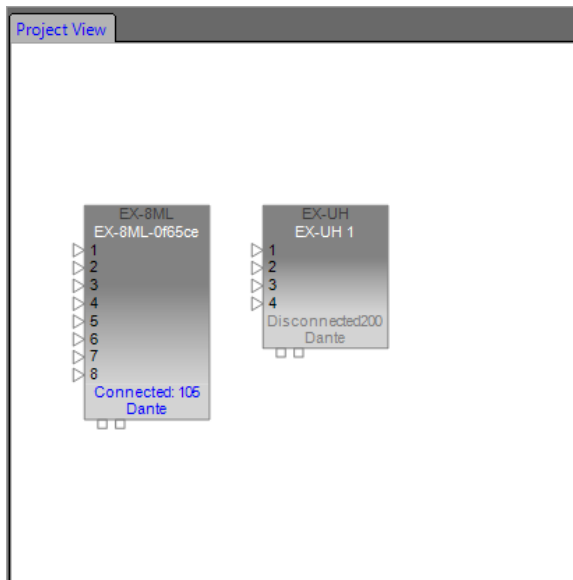 Project View
EX-8ML
EX-8ML-0f65ce
1
2
3
4
5
6
7
8
Connected: 105
Dante
EX-UH
EX-UH 1
1
2
3
4
Disconnected200
Dante